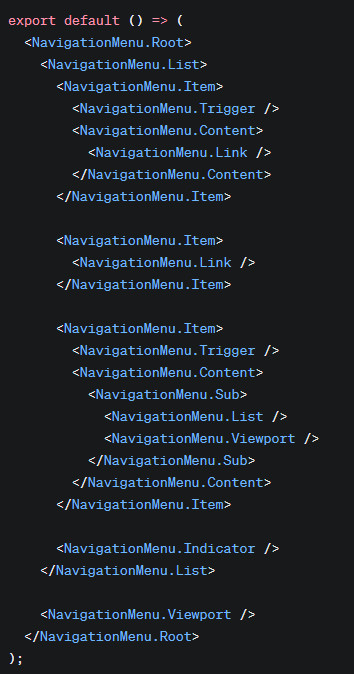 export default () => (
  <NavigationMenu.Root>
    <NavigationMenu.List>
      <NavigationMenu.Item>
        <NavigationMenu.Trigger />
        <NavigationMenu.Content>
          <NavigationMenu.Link />
        </NavigationMenu.Content>
      </NavigationMenu.Item>

      <NavigationMenu.Item>
        <NavigationMenu.Link />
      </NavigationMenu.Item>

      <NavigationMenu.Item>
        <NavigationMenu.Trigger />
        <NavigationMenu.Content>
          <NavigationMenu.Sub>
            <NavigationMenu.List />
            <NavigationMenu.Viewport />
          </NavigationMenu.Sub>
        </NavigationMenu.Content>
      </NavigationMenu.Item>

      <NavigationMenu.Indicator />
    </NavigationMenu.List>

    <NavigationMenu.Viewport />
  </NavigationMenu.Root>
);